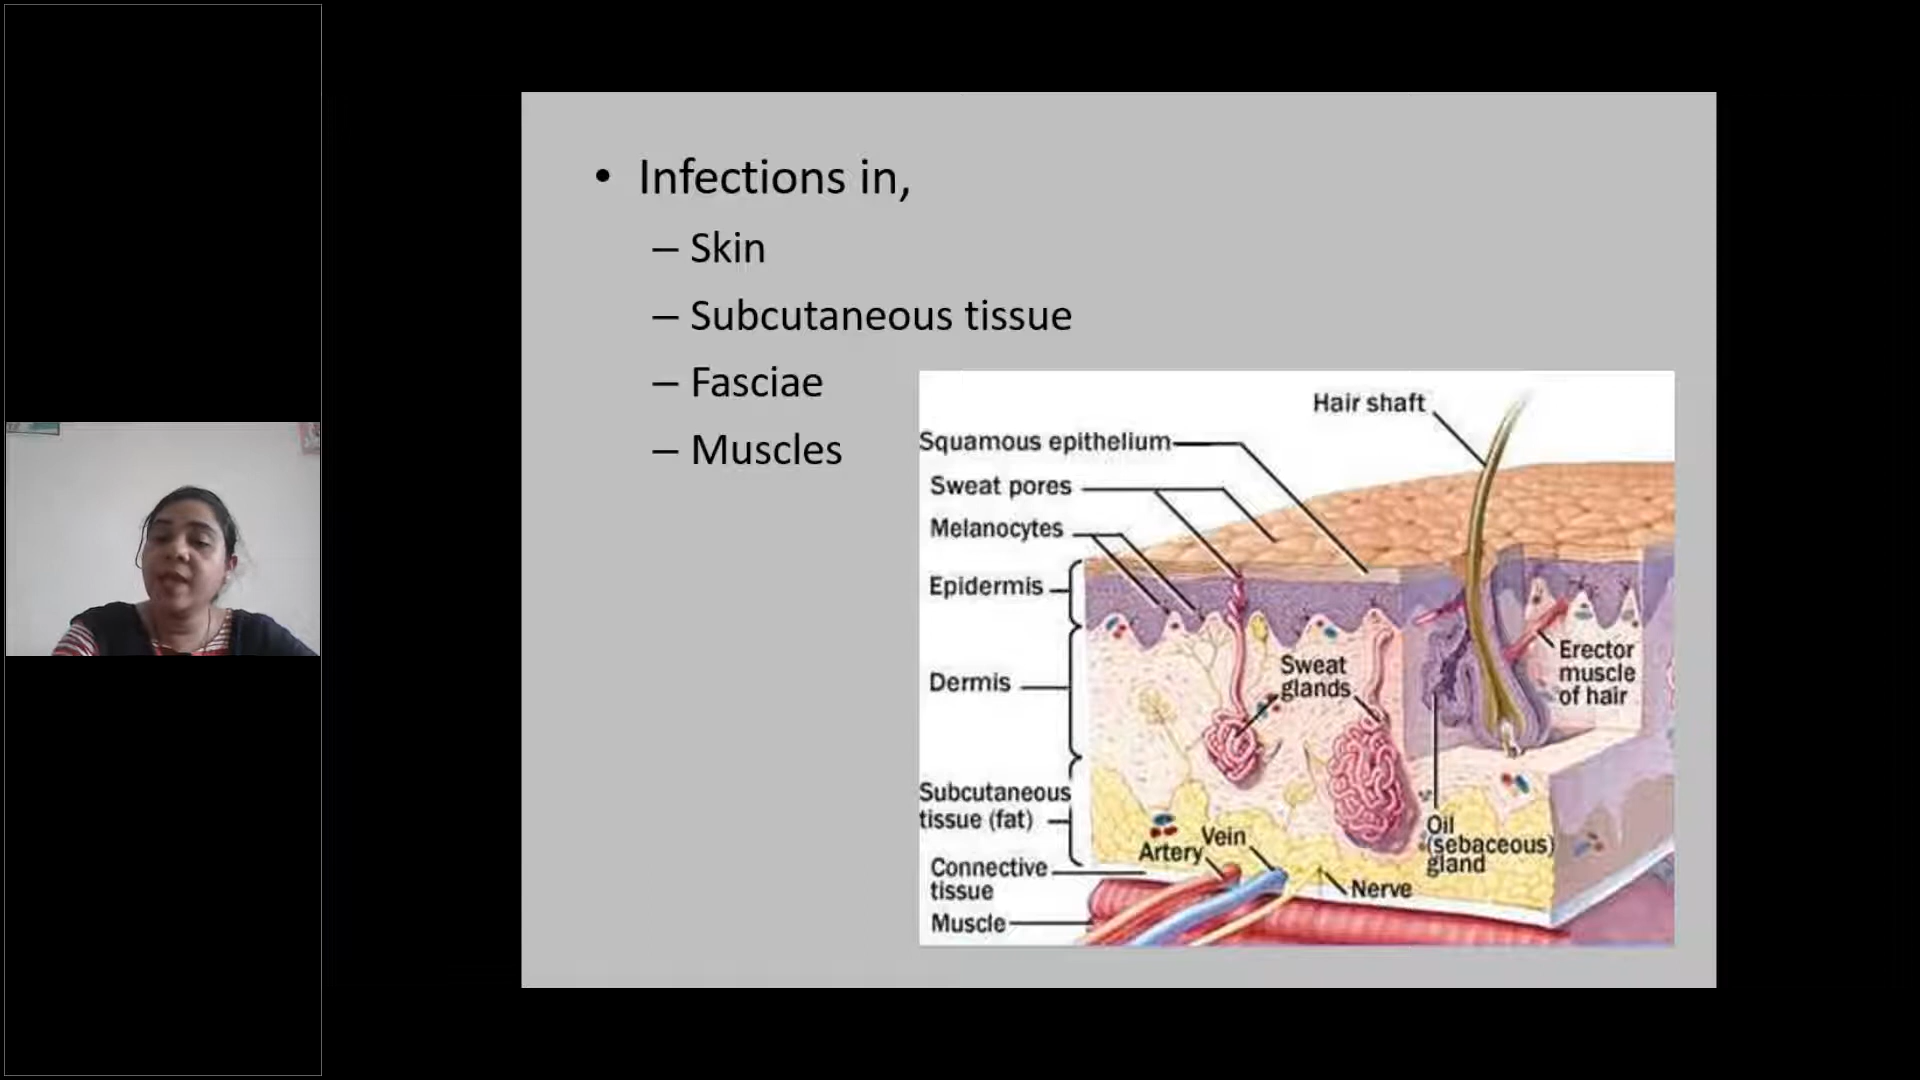 • Infections in,
– Skin
– Subcutaneous tissue
– Fasciae
– Muscles
Hair shaft
Squamous epithelium
Sweat pores
Melanocytes
Epidermis
Dermis
Sweat
glands
Erector
muscle
of hair
Subcutaneous
tissue (fat)
Vein
Artery
Oil
(sebaceous)
gland
Connective
tissue
Nerve
Muscle